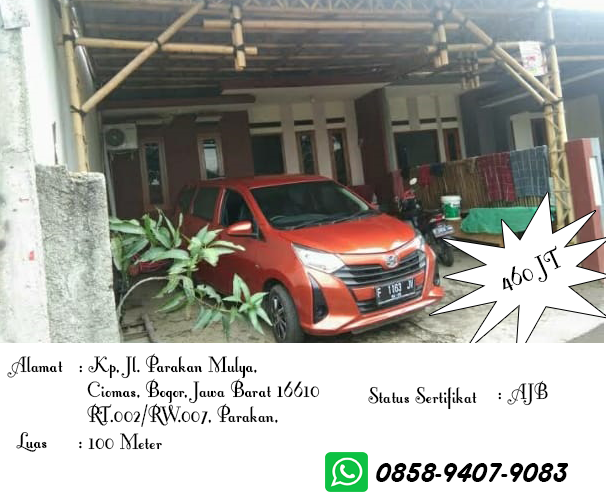 F 1163 JV
460 JT
Alamat : Kp. Jl. Parakan Mulya,
Ciomas, Bogor, Jawa Barat 16610
RT.002/RW.007, Parakan,
Luas : 100 Meter
Status Sertifikat : AJB
0858-9407-9083